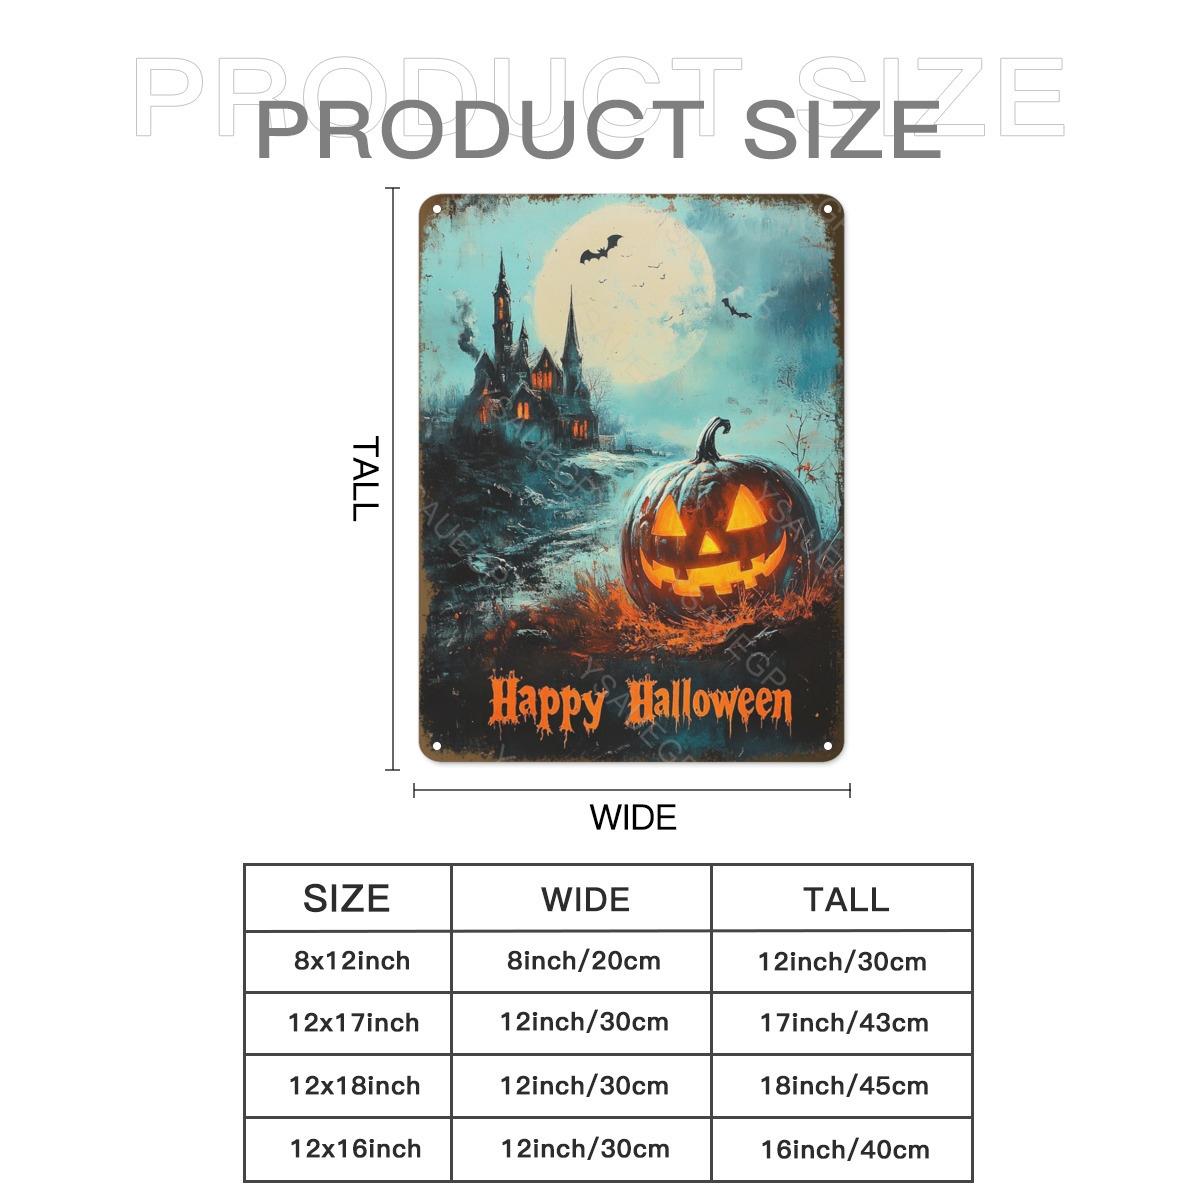 PRODUCT SIZE
PRODUCT SIZE
TALL
Happy Halloween
WIDE
SIZE WIDE TALL
8x12inch 8inch/20cm 12inch/30cm
12x17inch 12inch/30cm 17inch/43cm
12x18inch 12inch/30cm 18inch/45cm
12x16inch 12inch/30cm 16inch/40cm